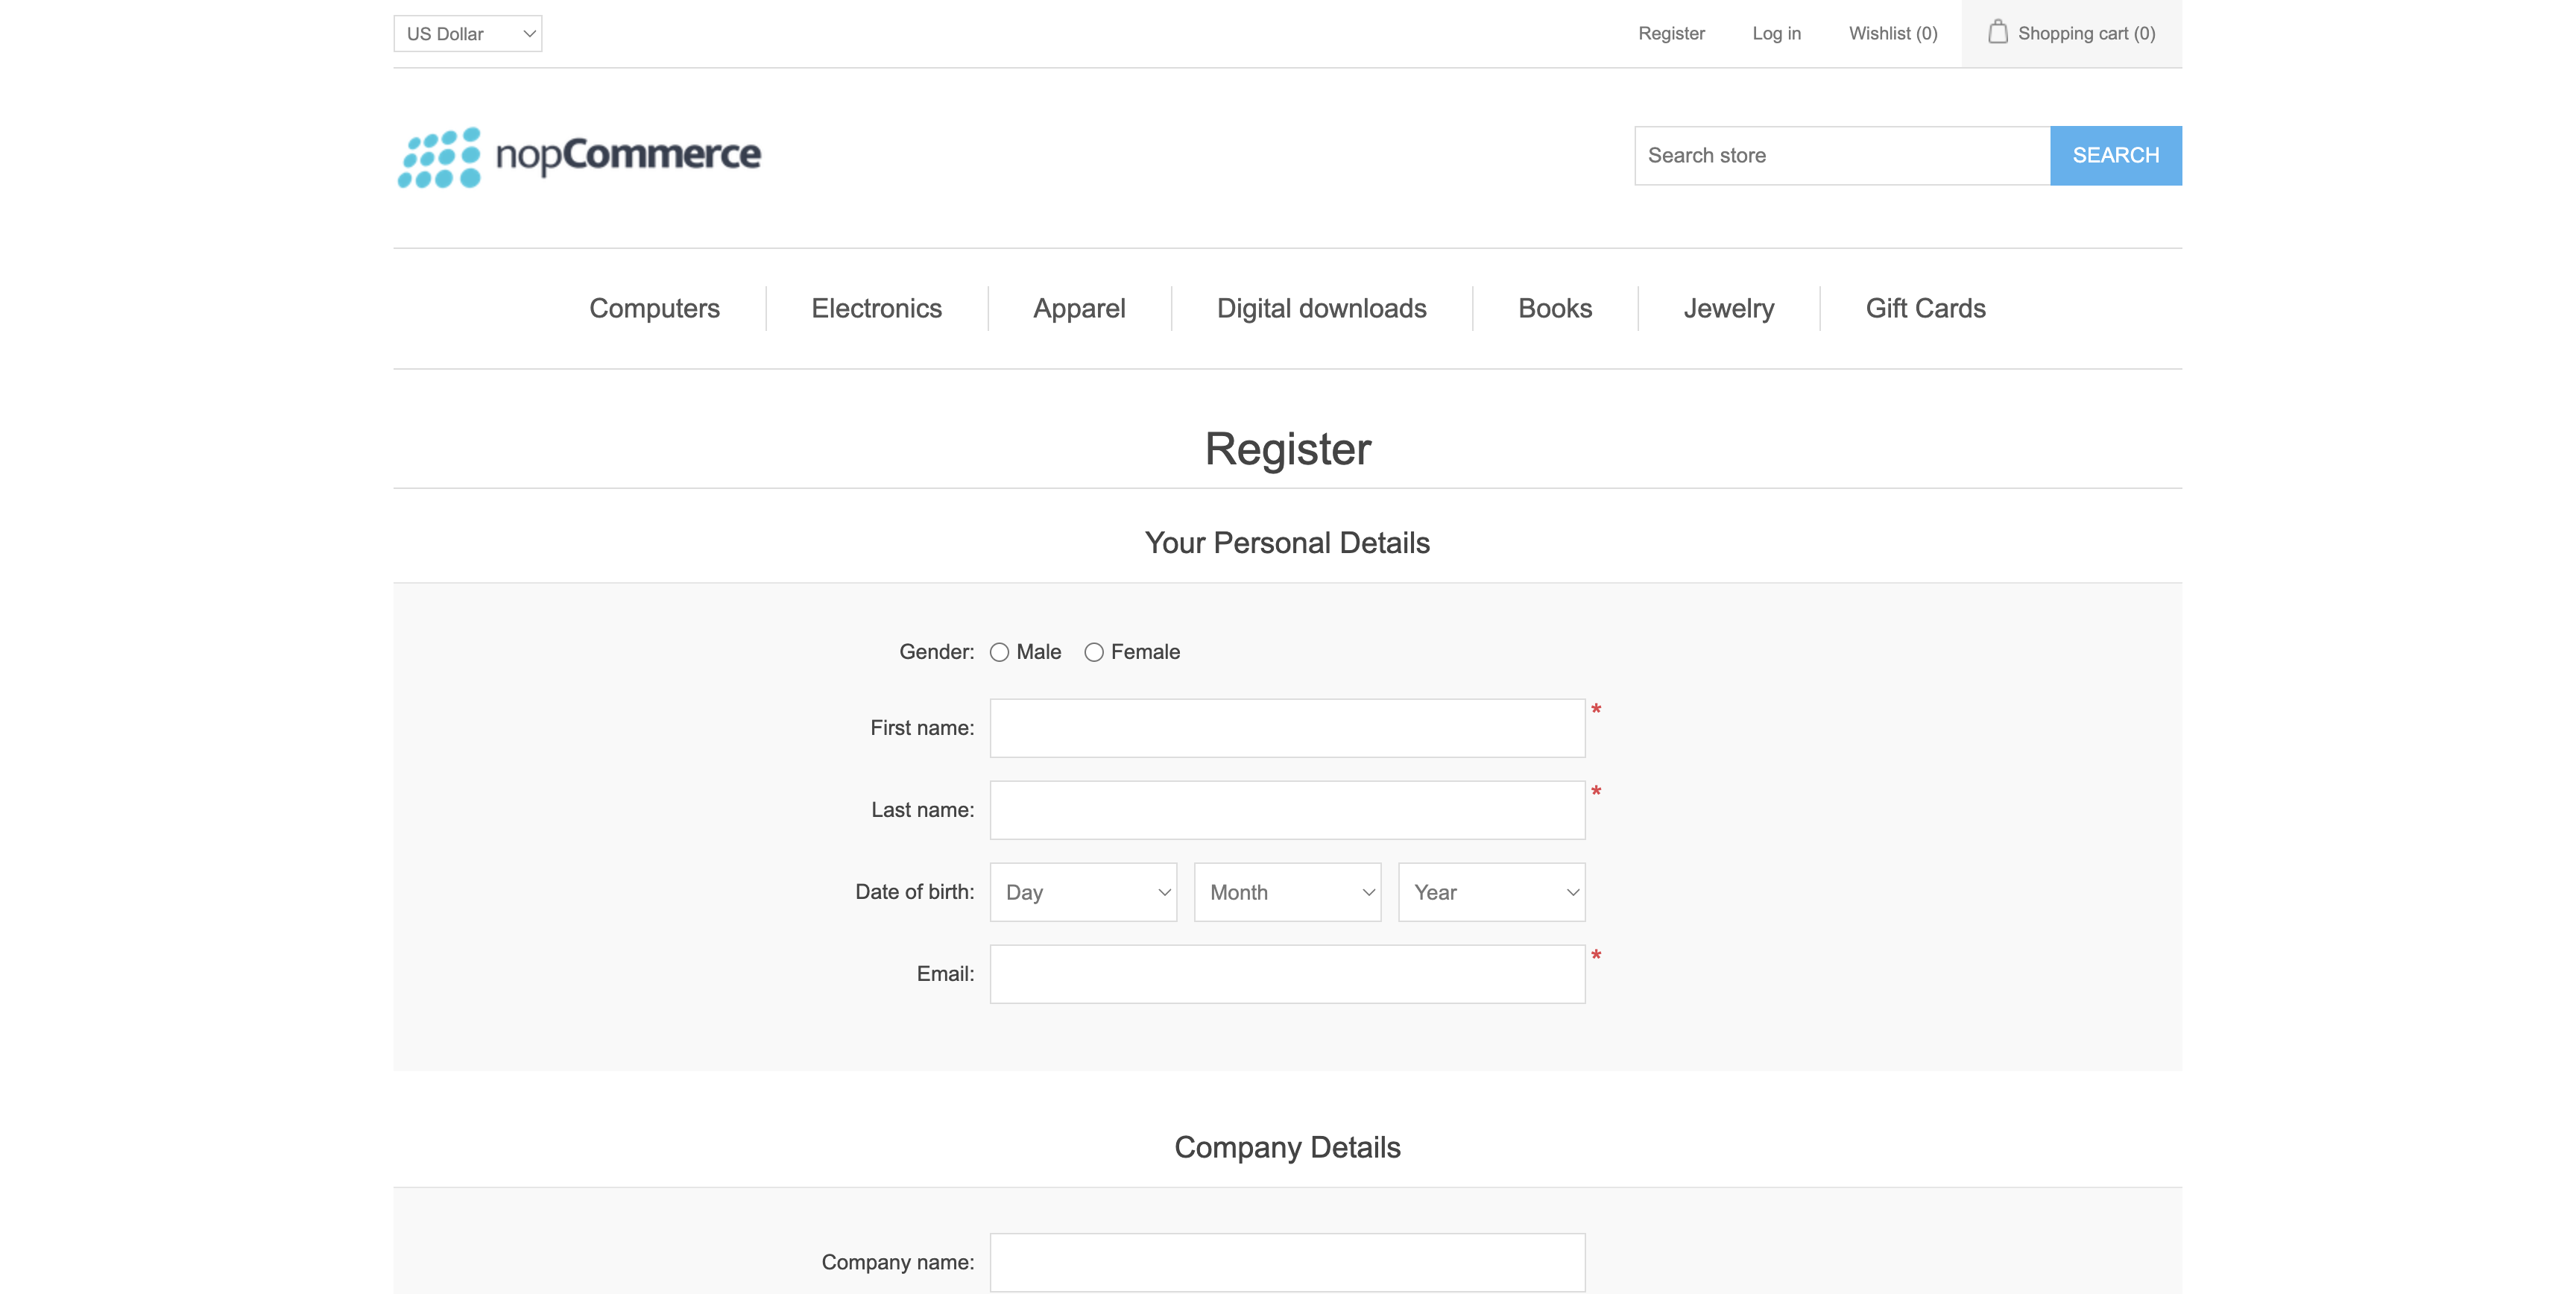 US Dollar Register Log in Wishlist (0) Shopping cart (0)
nopCommerce Search store SEARCH
Computers Electronics Apparel Digital downloads Books Jewelry Gift Cards
Register
Your Personal Details
Gender: Male Female
First name: *
Last name: *
Date of birth: Day Month Year
Email: *
Company Details
Company name: